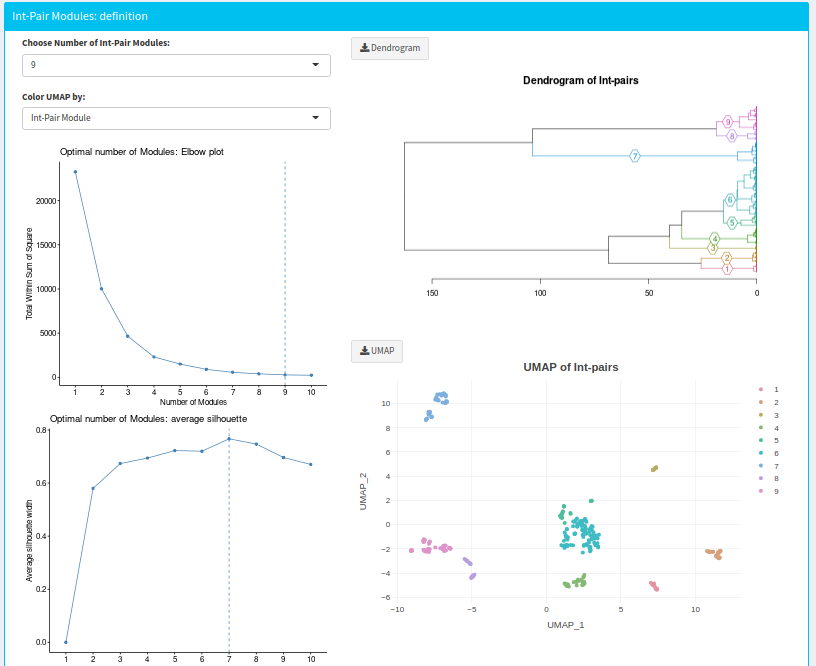 Int-Pair Modules: definition
Choose Number of Int-Pair Modules:
9
Color UMAP by:
Int-Pair Module
Optimal number of Modules: Elbow plot
Total Within Sum of Square
20000
15000
10000
5000
0
1 2 3 4 5 6 7 8 9 10
Number of Modules
Optimal number of Modules: average silhouette
Average silhouette width
0.8
0.6
0.4
0.2
0.0
1 2 3 4 5 6 7 8 9 10
Dendrogram
Dendrogram of Int-pairs
9
8
7
6
5
4
3
2
1
150 100 50 0
UMAP
UMAP of Int-pairs
UMAP_2
10
8
6
4
2
0
−2
−4
−6
−10 −5 0 5 10
UMAP_1
1
2
3
4
5
6
7
8
9